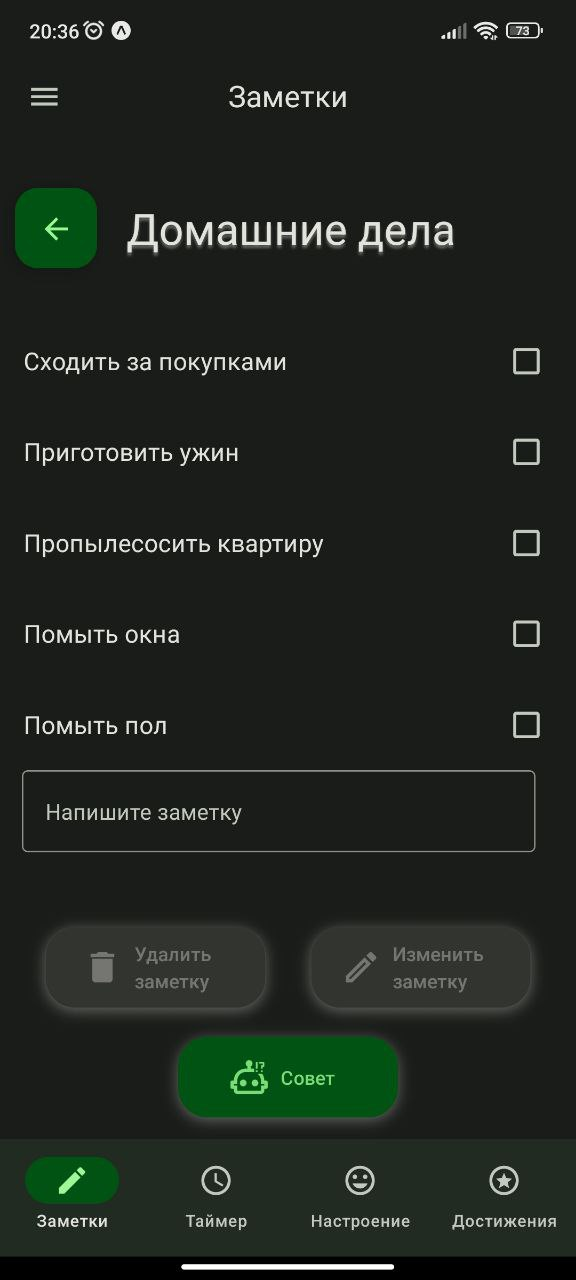 20:36
73
Заметки
Домашние дела
Сходить за покупками
Приготовить ужин
Пропылесосить квартиру
Помыть окна
Помыть пол
Напишите заметку
Удалить
заметку
Изменить
заметку
!?
Совет
Заметки
Таймер
Настроение
Достижения